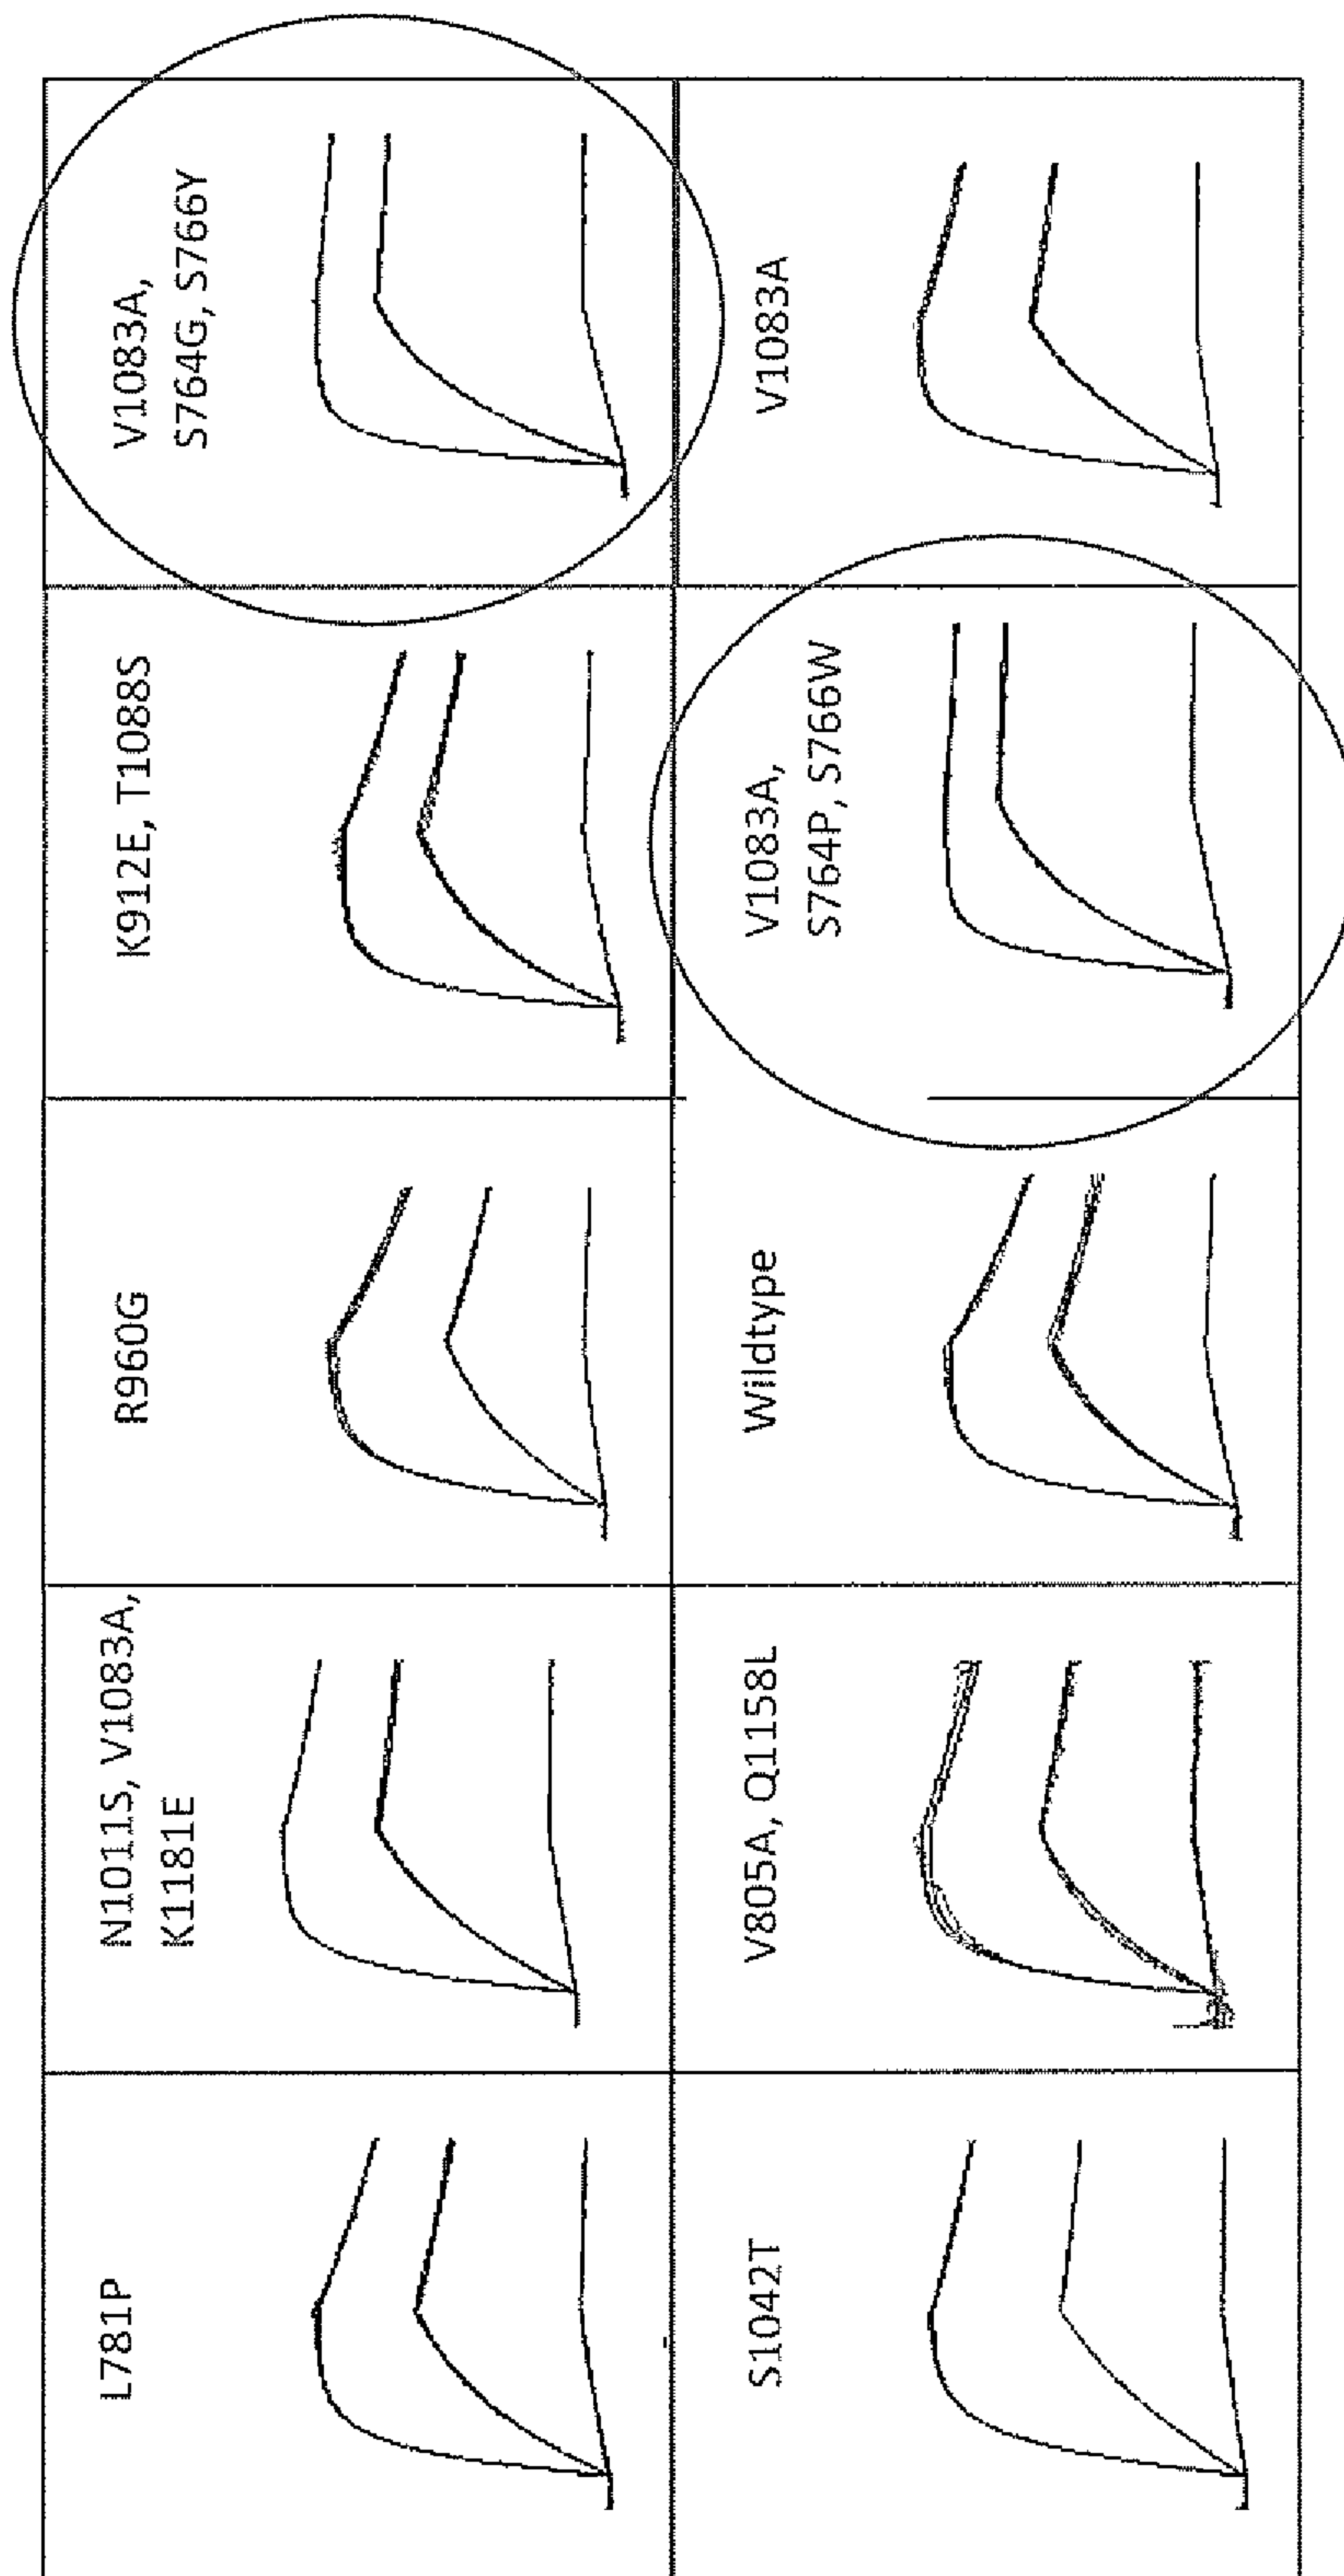 L781P
N1011S, V1083A,
K1181E
R960G
K912E, T1088S
V1083A,
S764G, S766Y
S1042T
V805A, Q1158L
Wildtype
V1083A,
S764P, S766W
V1083A